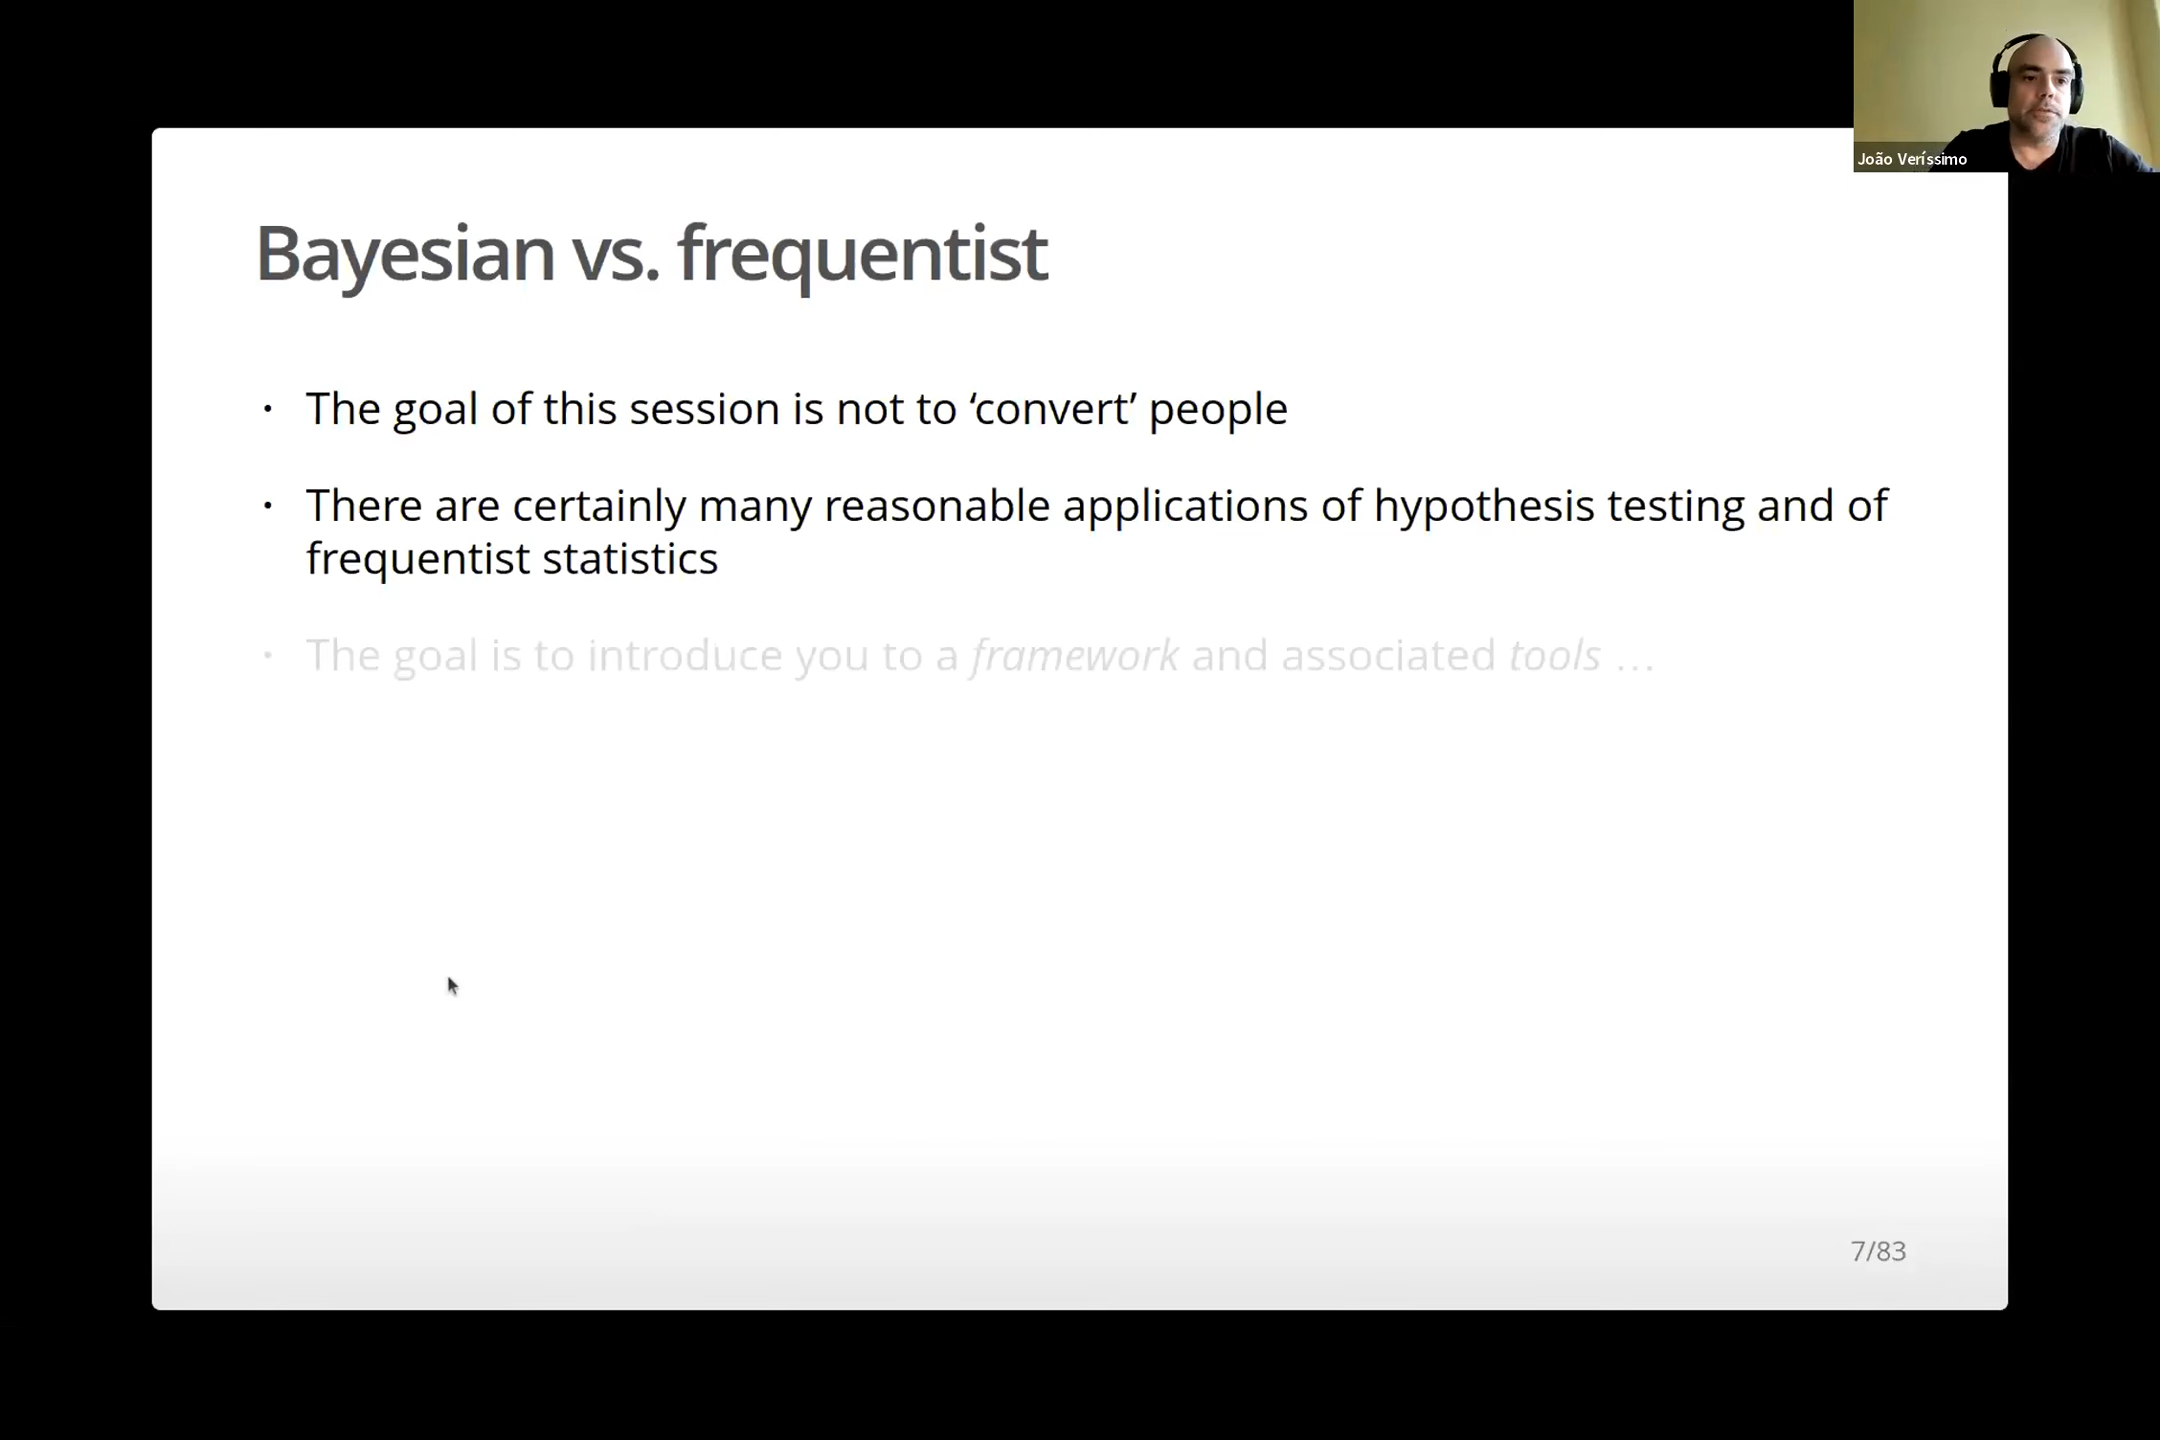 João Veríssimo
Bayesian vs. frequentist
• The goal of this session is not to ‘convert’ people
• There are certainly many reasonable applications of hypothesis testing and of
frequentist statistics
• The goal is to introduce you to a framework and associated tools …
7/83